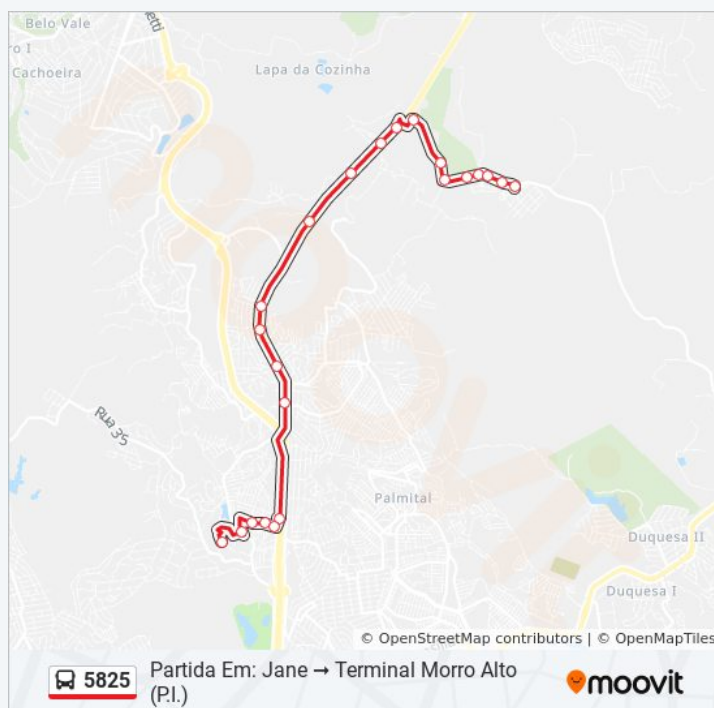 Belo Vale
Cachoeira
Lapa da Cozinha
Rua 35
Palmital
Duquesa II
Duquesa I
© OpenStreetMap contributors | © OpenMapTiles
5825
Partida Em: Jane → Terminal Morro Alto
(P.I.)
moovit